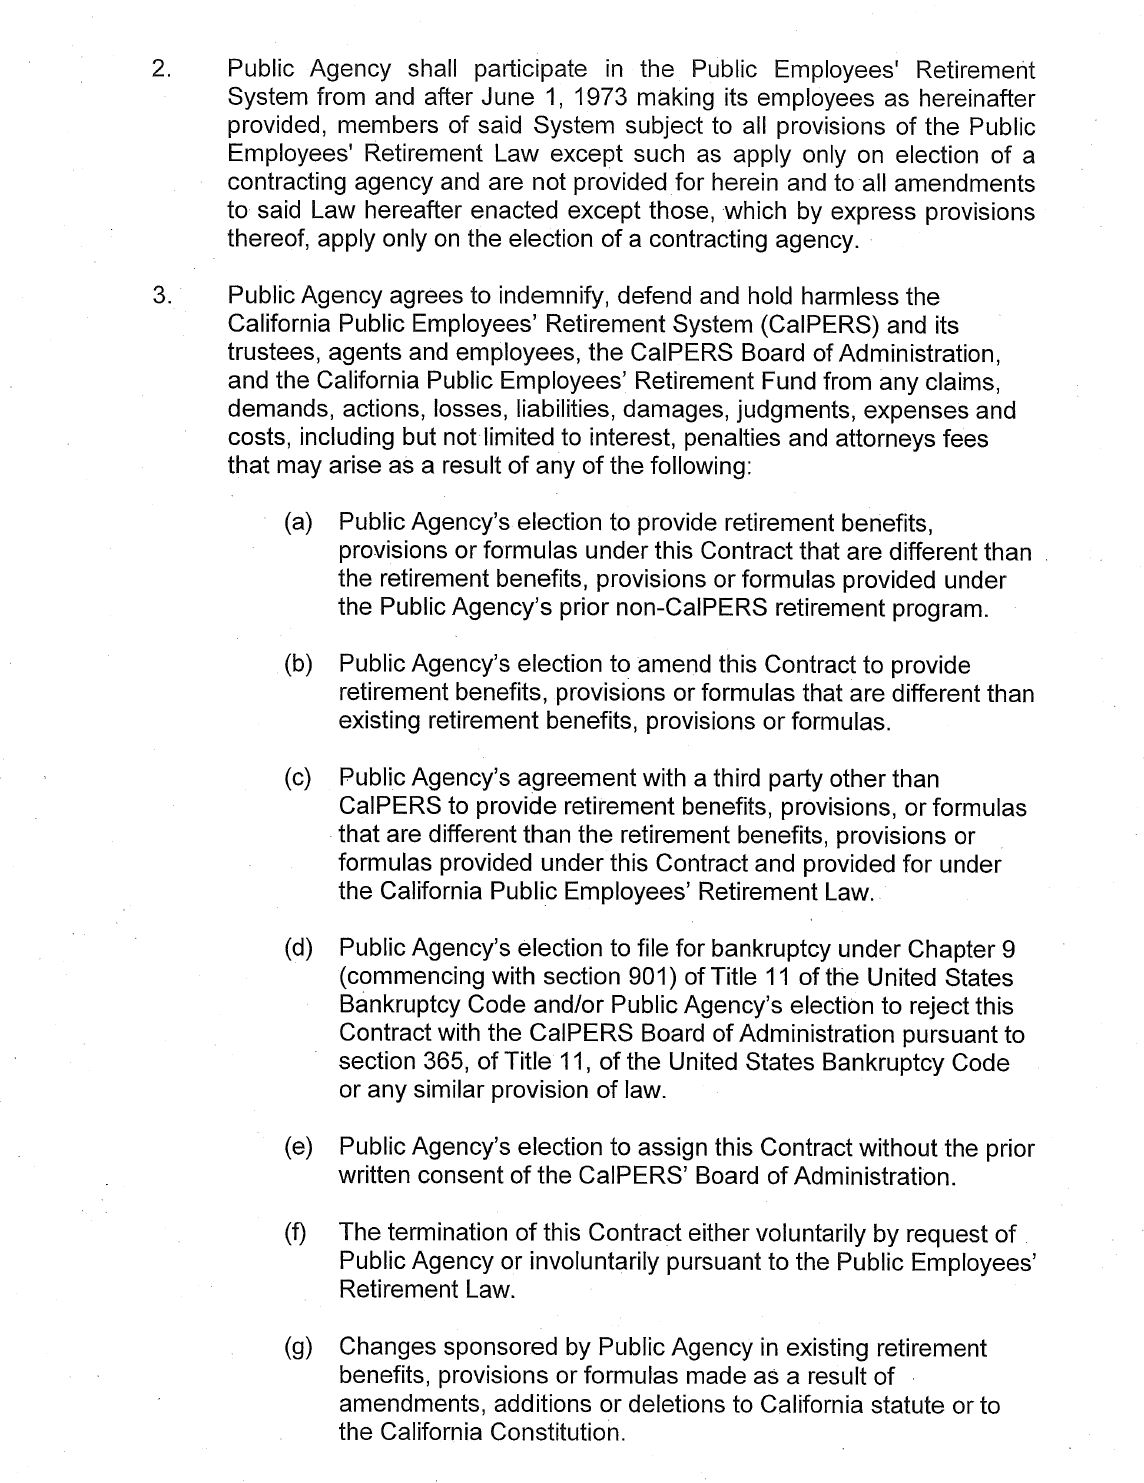 2. Public Agency shall participate in the Public Employees' Retirement
System from and after June 1, 1973 making its employees as hereinafter
provided, members of said System subject to all provisions of the Public
Employees' Retirement Law except such as apply only on election of a
contracting agency and are not provided for herein and to all amendments
to said Law hereafter enacted except those, which by express provisions
thereof, apply only on the election of a contracting agency.
3. Public Agency agrees to indemnify, defend and hold harmless the
California Public Employees’ Retirement System (CalPERS) and its
trustees, agents and employees, the CalPERS Board of Administration,
and the California Public Employees’ Retirement Fund from any claims,
demands, actions, losses, liabilities, damages, judgments, expenses and
costs, including but not limited to interest, penalties and attorneys fees
that may arise as a result of any of the following:
(a) Public Agency’s election to provide retirement benefits,
provisions or formulas under this Contract that are different than
the retirement benefits, provisions or formulas provided under
the Public Agency’s prior non-CalPERS retirement program.
(b) Public Agency’s election to amend this Contract to provide
retirement benefits, provisions or formulas that are different than
existing retirement benefits, provisions or formulas.
(c) Public Agency’s agreement with a third party other than
CalPERS to provide retirement benefits, provisions, or formulas
that are different than the retirement benefits, provisions or
formulas provided under this Contract and provided for under
the California Public Employees’ Retirement Law.
(d) Public Agency’s election to file for bankruptcy under Chapter 9
(commencing with section 901) of Title 11 of the United States
Bankruptcy Code and/or Public Agency’s election to reject this
Contract with the CalPERS Board of Administration pursuant to
section 365, of Title 11, of the United States Bankruptcy Code
or any similar provision of law.
(e) Public Agency’s election to assign this Contract without the prior
written consent of the CalPERS’ Board of Administration.
(f) The termination of this Contract either voluntarily by request of
Public Agency or involuntarily pursuant to the Public Employees’
Retirement Law.
(g) Changes sponsored by Public Agency in existing retirement
benefits, provisions or formulas made as a result of
amendments, additions or deletions to California statute or to
the California Constitution.